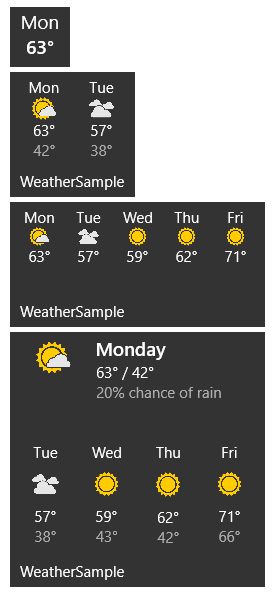 Mon
63°
Mon Tue
63° 57°
42° 38°
WeatherSample
Mon Tue Wed Thu Fri
63° 57° 59° 62° 71°
WeatherSample
Monday
63° / 42°
20% chance of rain
Tue Wed Thu Fri
57° 59° 62° 71°
38° 43° 42° 66°
WeatherSample